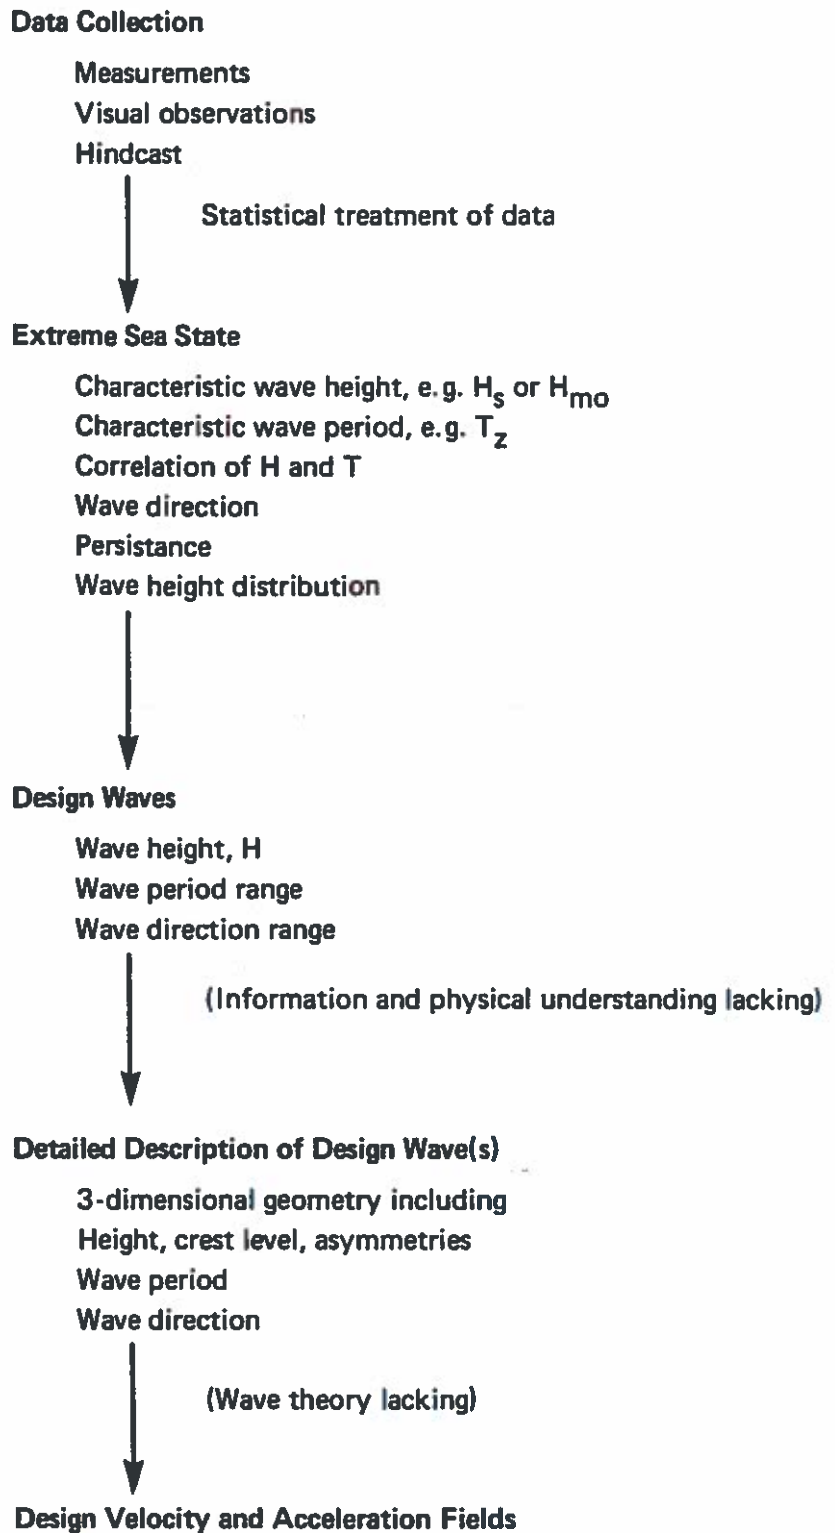 Data Collection
Measurements
Visual observations
Hindcast
Statistical treatment of data
Extreme Sea State
Characteristic wave height, e.g. Hs or Hmo
Characteristic wave period, e.g. Tz
Correlation of H and T
Wave direction
Persistance
Wave height distribution
Design Waves
Wave height, H
Wave period range
Wave direction range
(Information and physical understanding lacking)
Detailed Description of Design Wave(s)
3-dimensional geometry including
Height, crest level, asymmetries
Wave period
Wave direction
(Wave theory lacking)
Design Velocity and Acceleration Fields